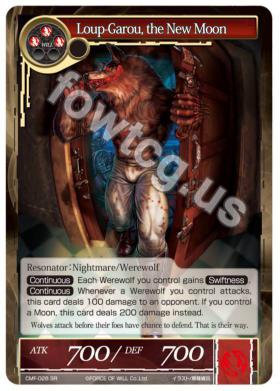 Loup-Garou, the New Moon
WILL
fowtcg.us
Resonator : Nightmare/Werewolf
Continuous Each Werewolf you control gains Swiftness
Continuous Whenever a Werewolf you control attacks,
this card deals 100 damage to an opponent. If you control
a Moon, this card deals 200 damage instead.
Wolves attack before their foes have chance to defend. That is their way.
ATK 700/ DEF 700
CMF-028 SR ©FORCE OF WILL Co.Ltd.